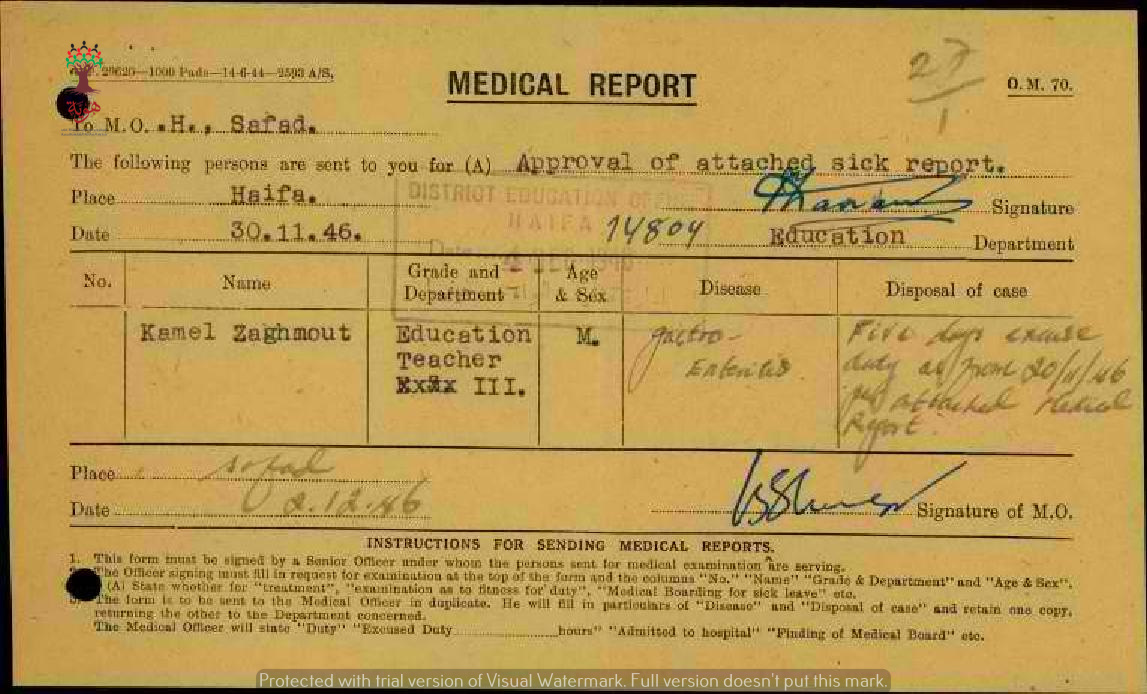 29620—1000 Pads—14-6-44—2593 A/S.
MEDICAL REPORT
27/1
O.M. 70.
هوية
To M.O. H., Safad.
The following persons are sent to you for (A) Approval of attached sick report.
Place Haifa. Signature
DISTRICT EDUCATION OFFICE
HAIFA
Date 30.11.46. 14804 Education Department
No. Name Grade and Department Age & Sex Disease Disposal of case
Kamel Zaghmout Education M. gastro- Five days excuse
Teacher Enteritis duty as from 20/11/46
III. per attached Medical
Report.
Place Safad
Date 2.12.46 Signature of M.O.
INSTRUCTIONS FOR SENDING MEDICAL REPORTS.
1. This form must be signed by a Senior Officer under whom the persons sent for medical examination are serving.
The Officer signing must fill in request for examination at the top of the form and the columns "No." "Name" "Grade & Department" and "Age & Sex".
(A) State whether for "treatment", "examination as to fitness for duty", "Medical Boarding for sick leave" etc.
The form is to be sent to the Medical Officer in duplicate. He will fill in particulars of "Disease" and "Disposal of case" and retain one copy,
returning the other to the Department concerned.
The Medical Officer will state "Duty" "Excused Duty hours" "Admitted to hospital" "Finding of Medical Board" etc.
Protected with trial version of Visual Watermark. Full version doesn't put this mark.